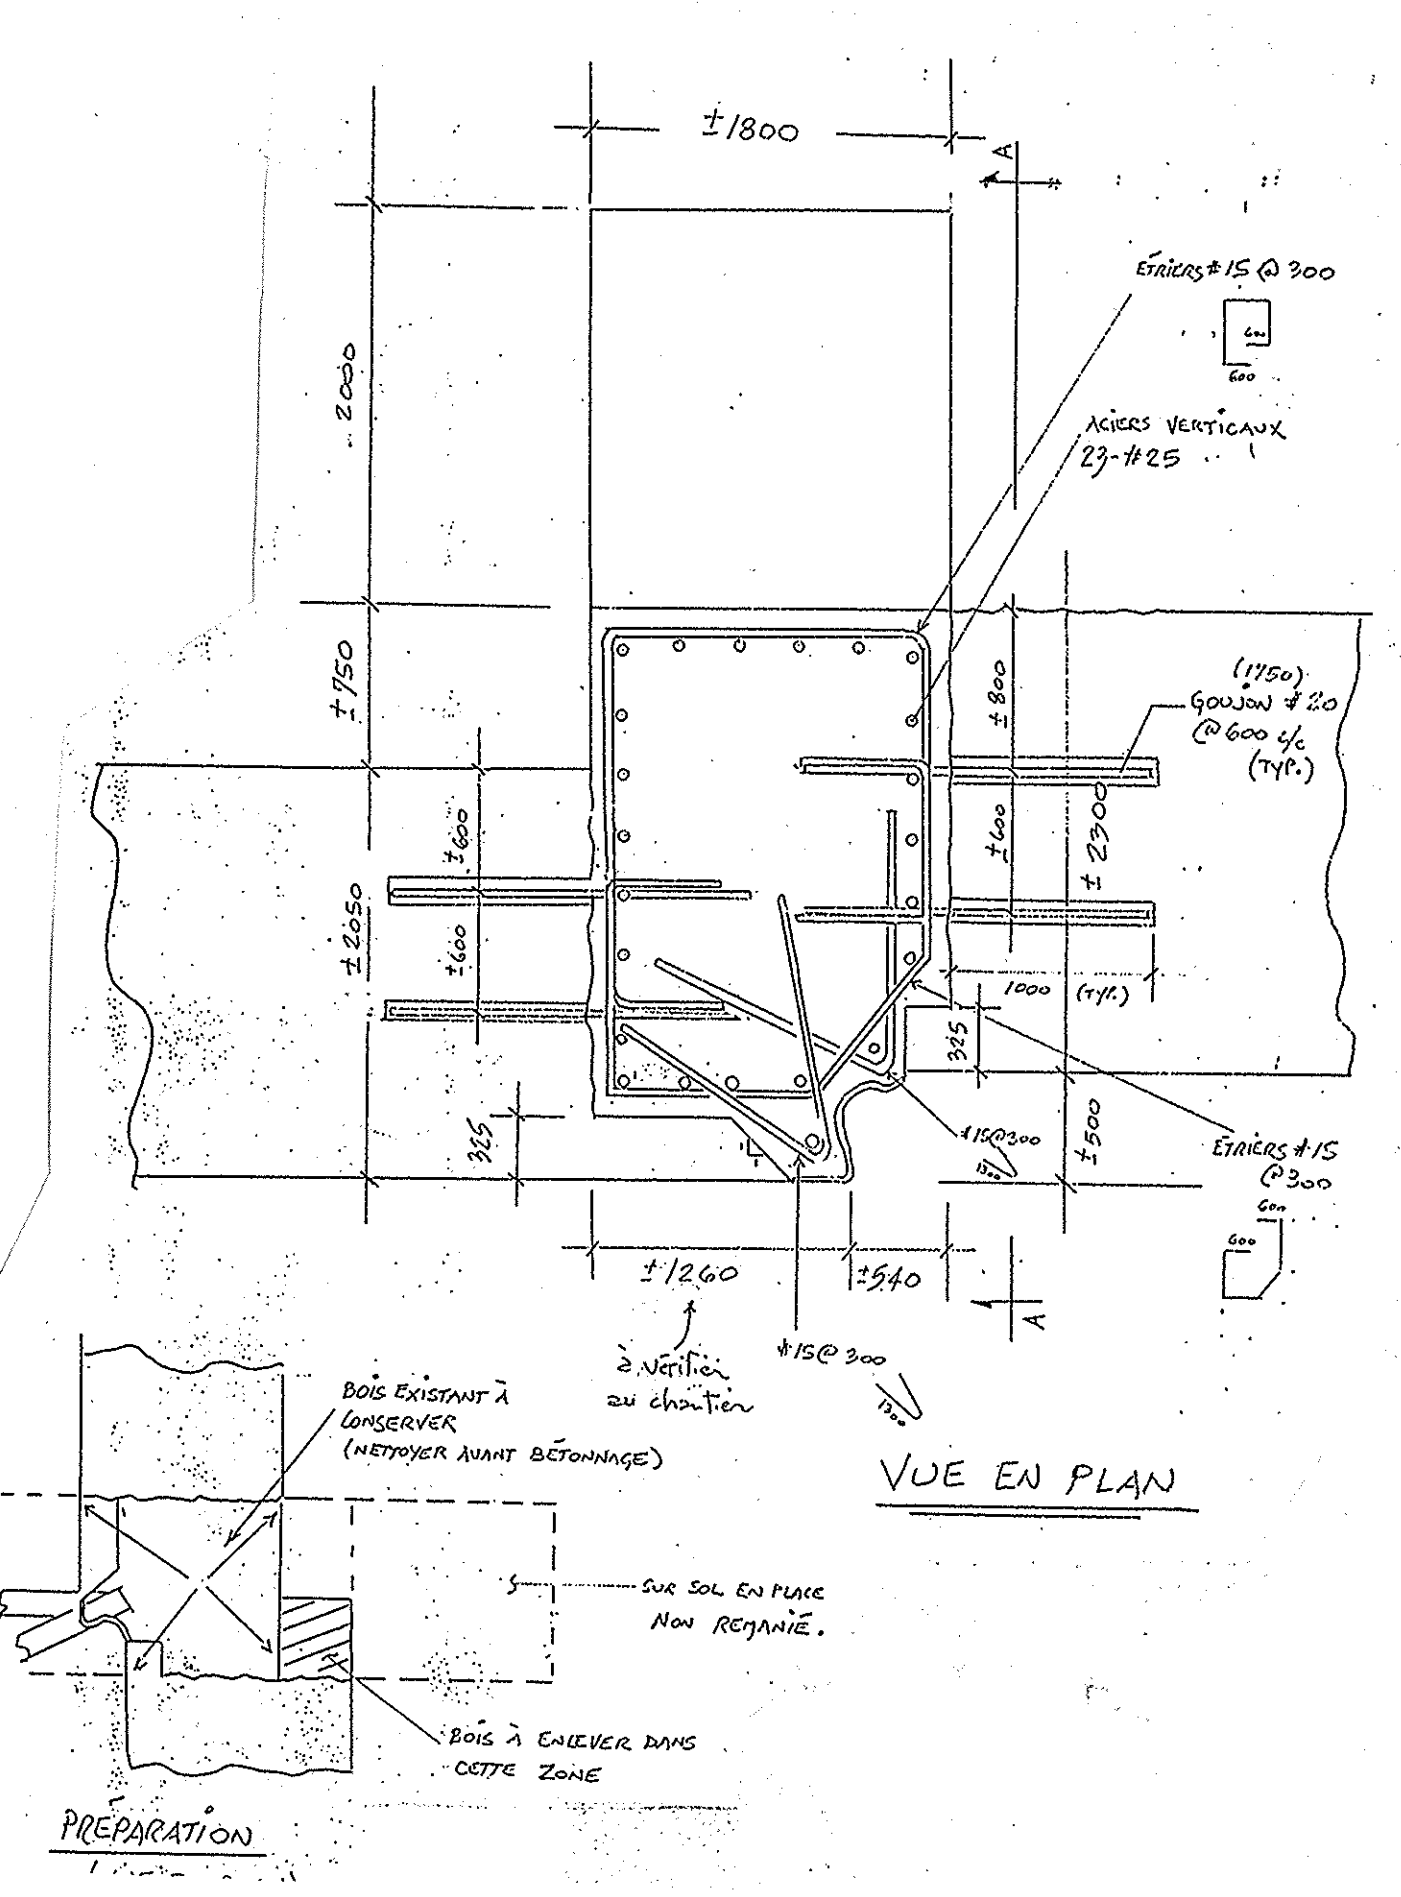 ±1800
A
ÉTRIERS #15 @ 300
600
600
2000
ACIERS VERTICAUX
23-#25
±750
±800
(1750)
GOUJON #20
@ 600 c/c
(TYP.)
±600
±600
±2300
±2050
±600
1000 (TYP.)
325
325
#15@300
1300
±500
ÉTRIERS #15
@300
600
600
±1260
±540
A
à vérifier
au chantier
#15@300
1300
VUE EN PLAN
BOIS EXISTANT À
CONSERVER
(NETTOYER AVANT BÉTONNAGE)
SUR SOL EN PLACE
NON REMANIÉ.
BOIS À ENLEVER DANS
CETTE ZONE
PRÉPARATION